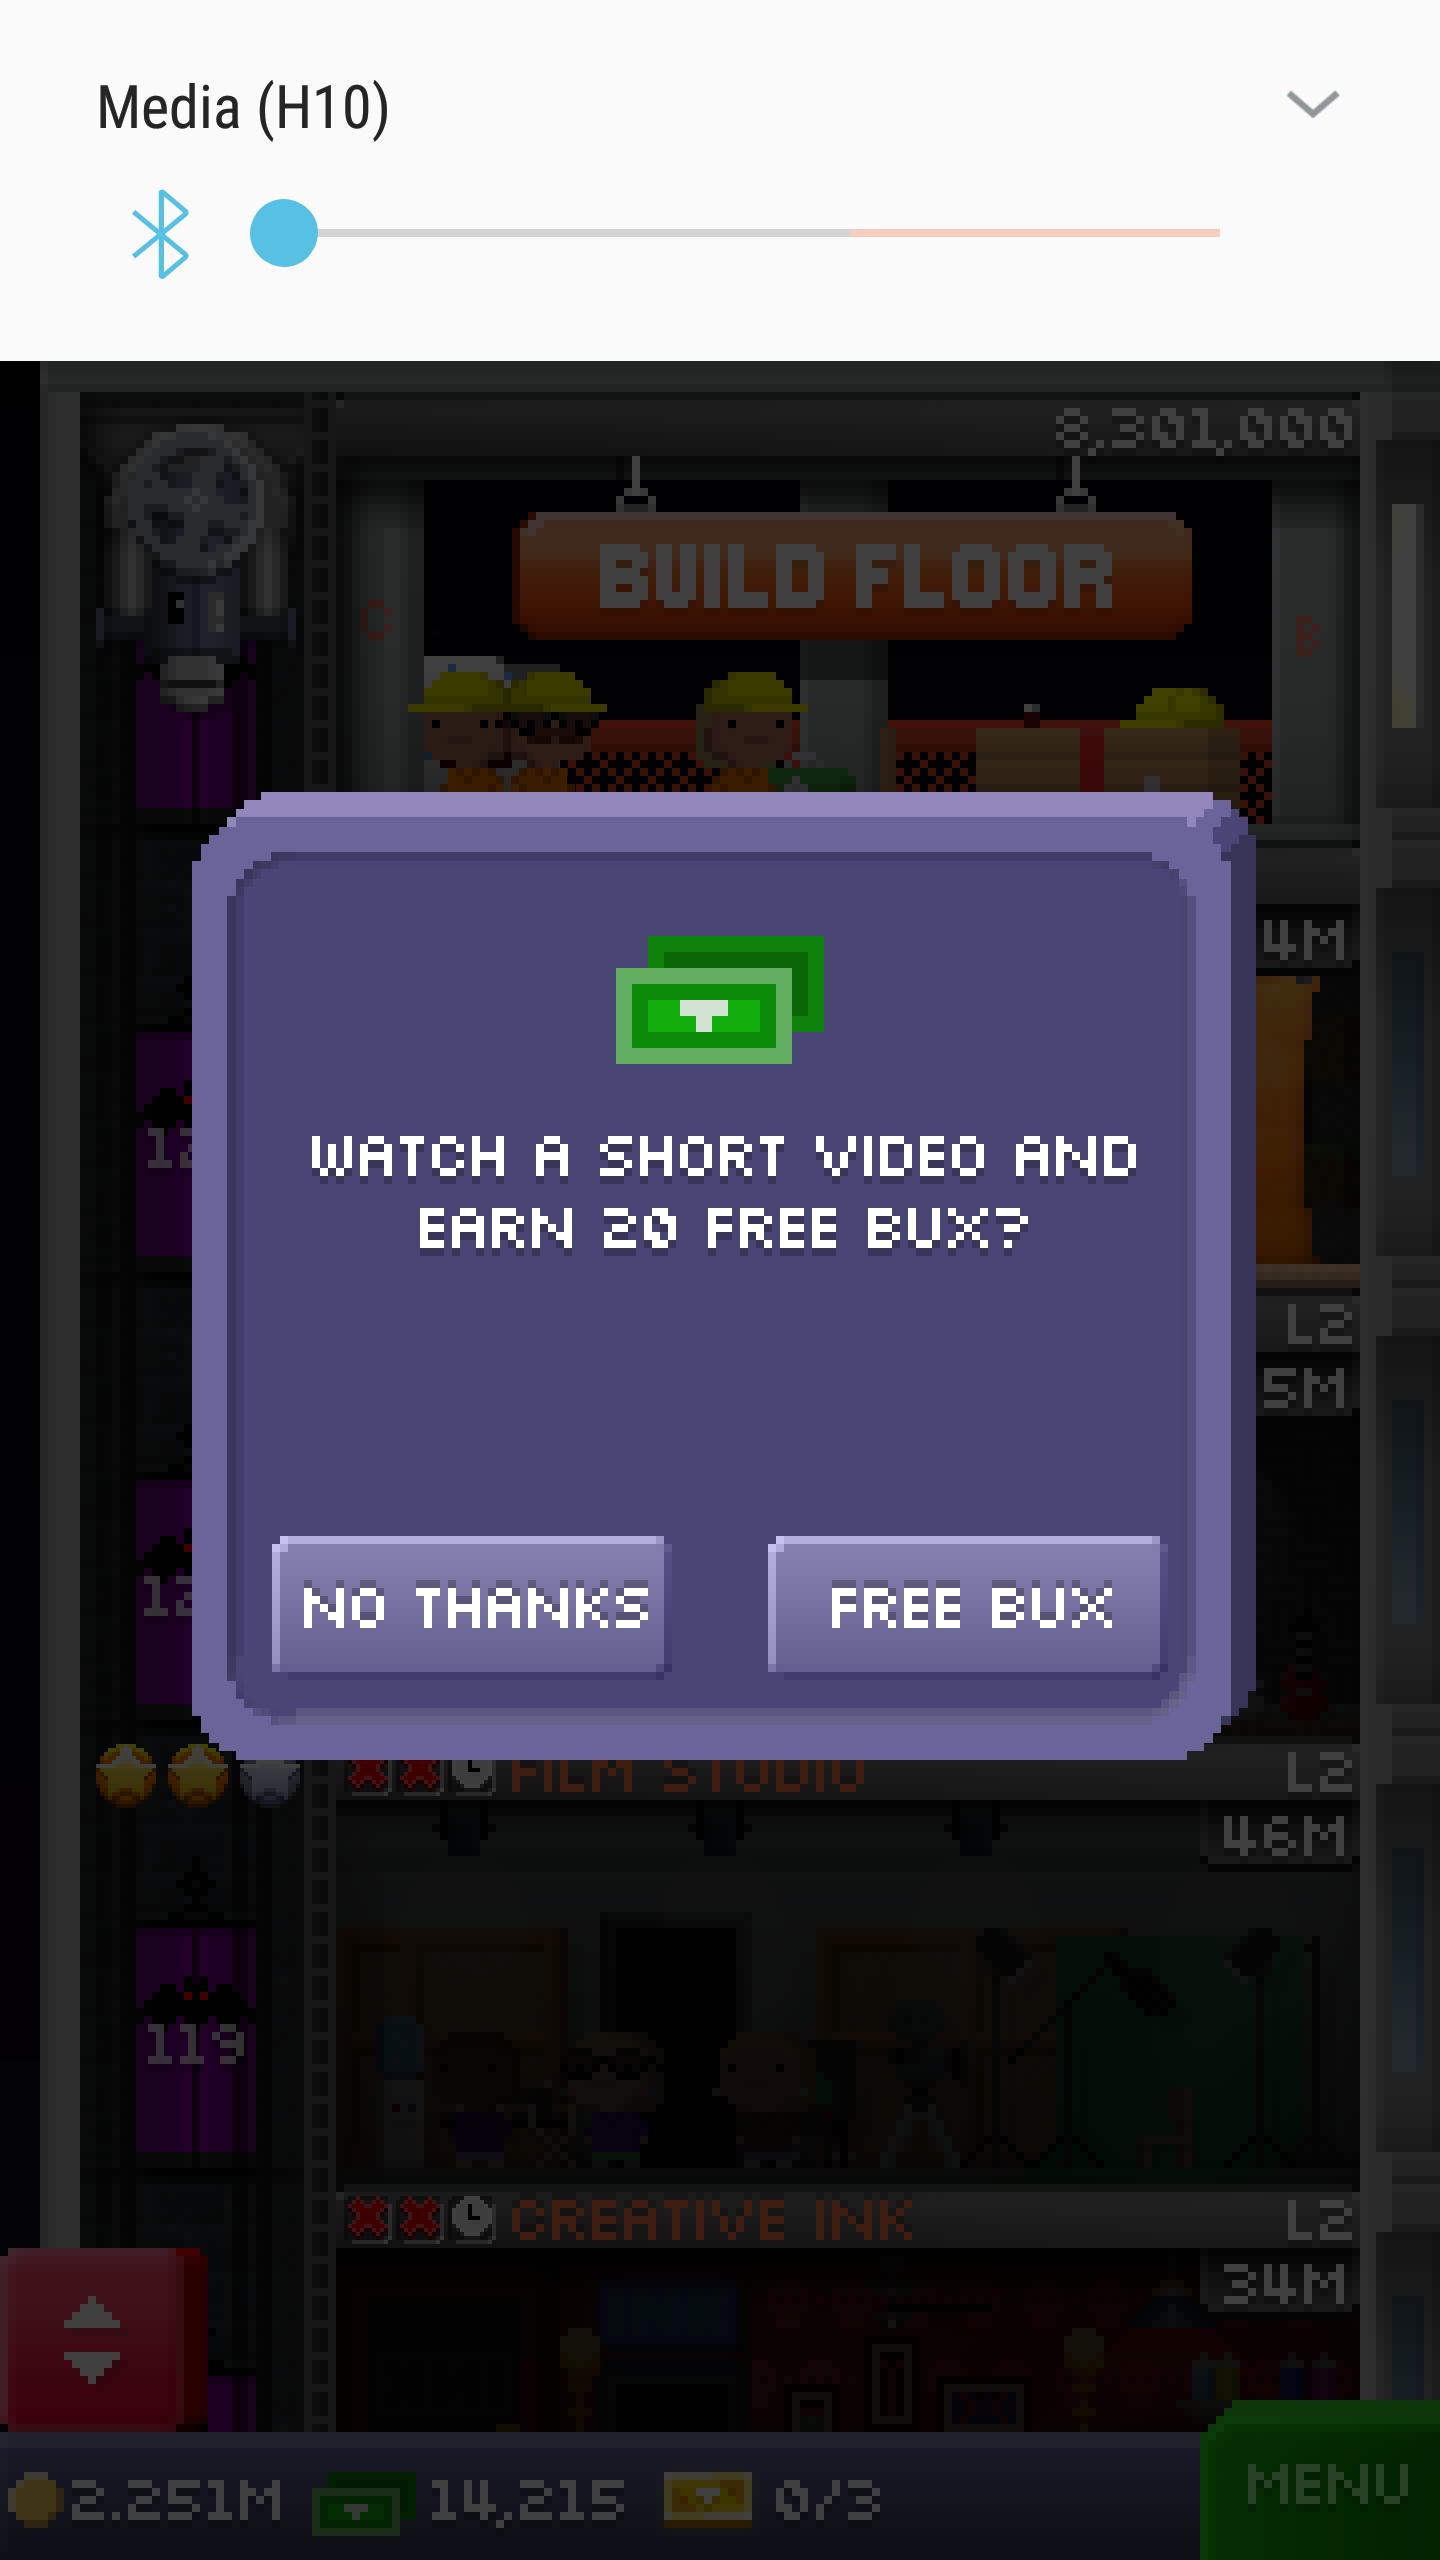 Media (H10)
8,301,000
BUILD FLOOR
C
B
4M
WATCH A SHORT VIDEO AND
EARN 20 FREE BUX?
12
L2
5M
12
NO THANKS
FREE BUX
FILM STUDIO
L2
46M
119
CREATIVE INK
L2
34M
2.251M
14,215
0/3
MENU